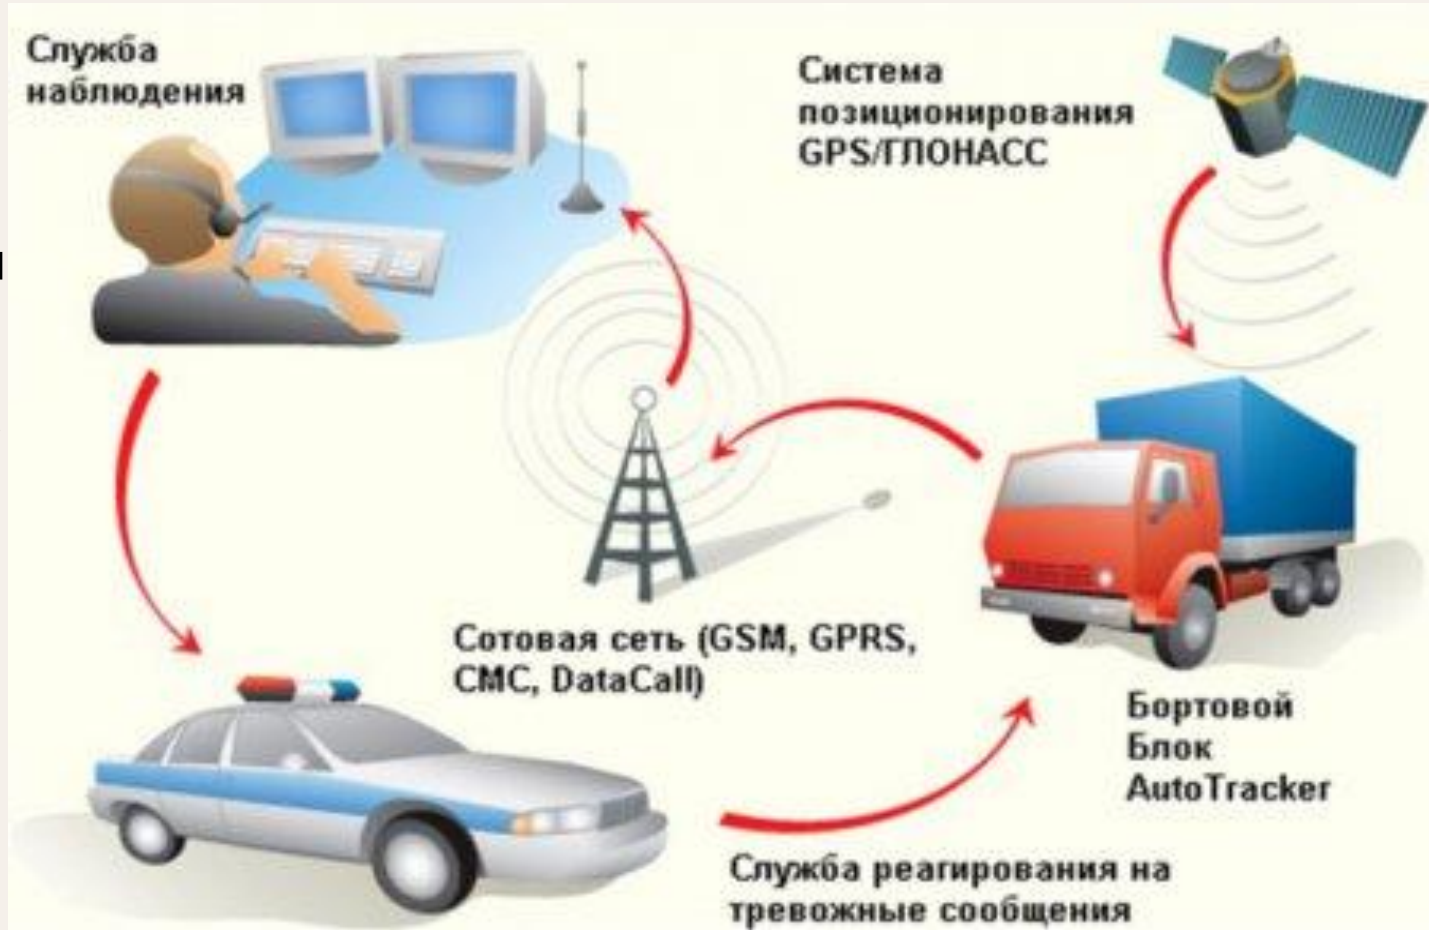 Служба
наблюдения
Система
позиционирования
GPS/ГЛОНАСС
Сотовая сеть (GSM, GPRS,
СМС, DataCall)
Бортовой
Блок
AutoTracker
Служба реагирования на
тревожные сообщения